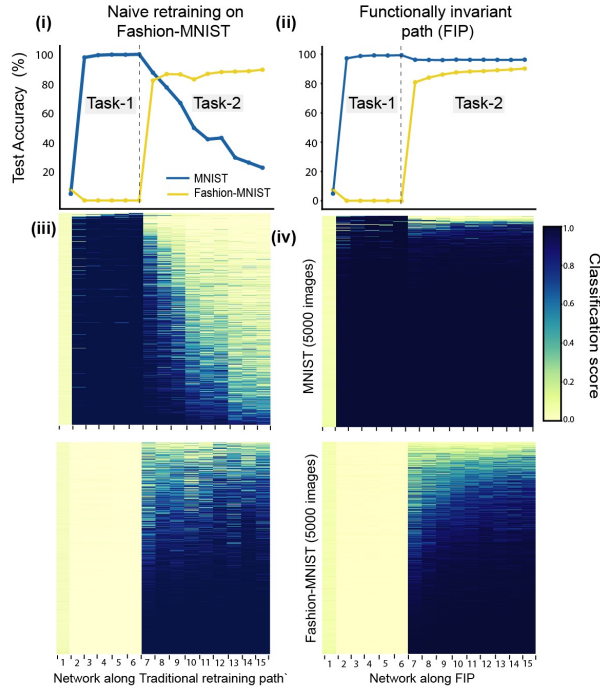 (i)
Naive retraining on
Fashion-MNIST
(ii)
Functionally invariant
path (FIP)
Test Accuracy (%)
100
80
60
40
20
Task-1
Task-2
MNIST
Fashion-MNIST
100
80
60
40
20
0
Task-1
Task-2
(iii)
(iv)
MNIST (5000 images)
1.0
0.8
0.6
0.4
0.2
0.0
Classification score
Fashion-MNIST (5000 images)
1 2 3 4 5 6 7 8 9 10 11 12 13 14 15
Network along Traditional retraining path`
1 2 3 4 5 6 7 8 9 10 11 12 13 14 15
Network along FIP